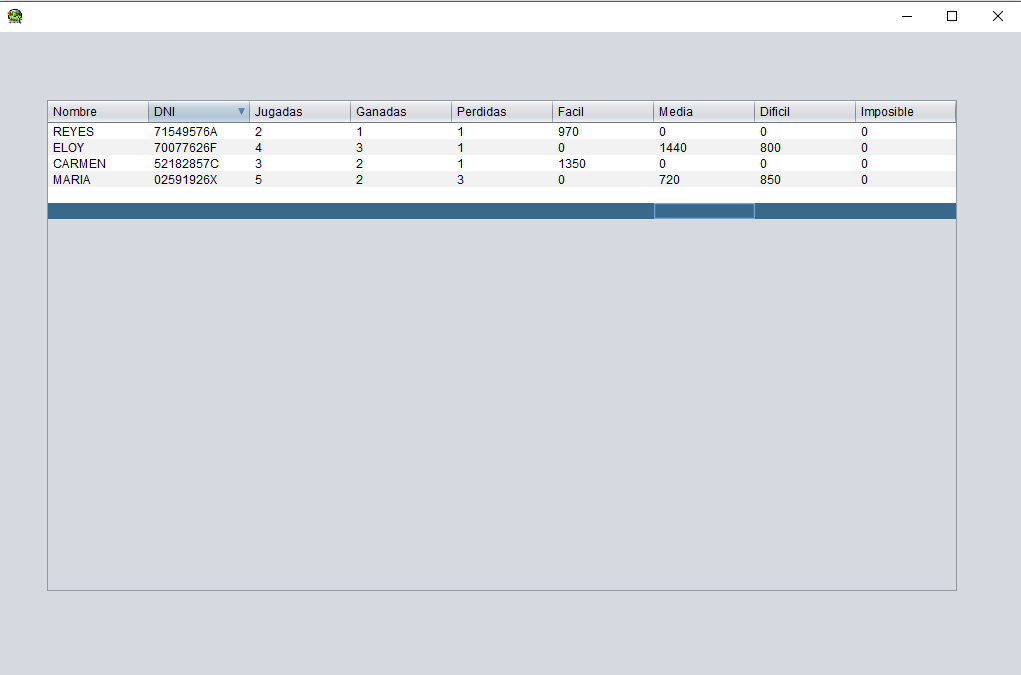 Nombre DNI Jugadas Ganadas Perdidas Facil Media Dificil Imposible
REYES 71549576A 2 1 1 970 0 0 0
ELOY 70077626F 4 3 1 0 1440 800 0
CARMEN 52182857C 3 2 1 1350 0 0 0
MARIA 02591926X 5 2 3 0 720 850 0